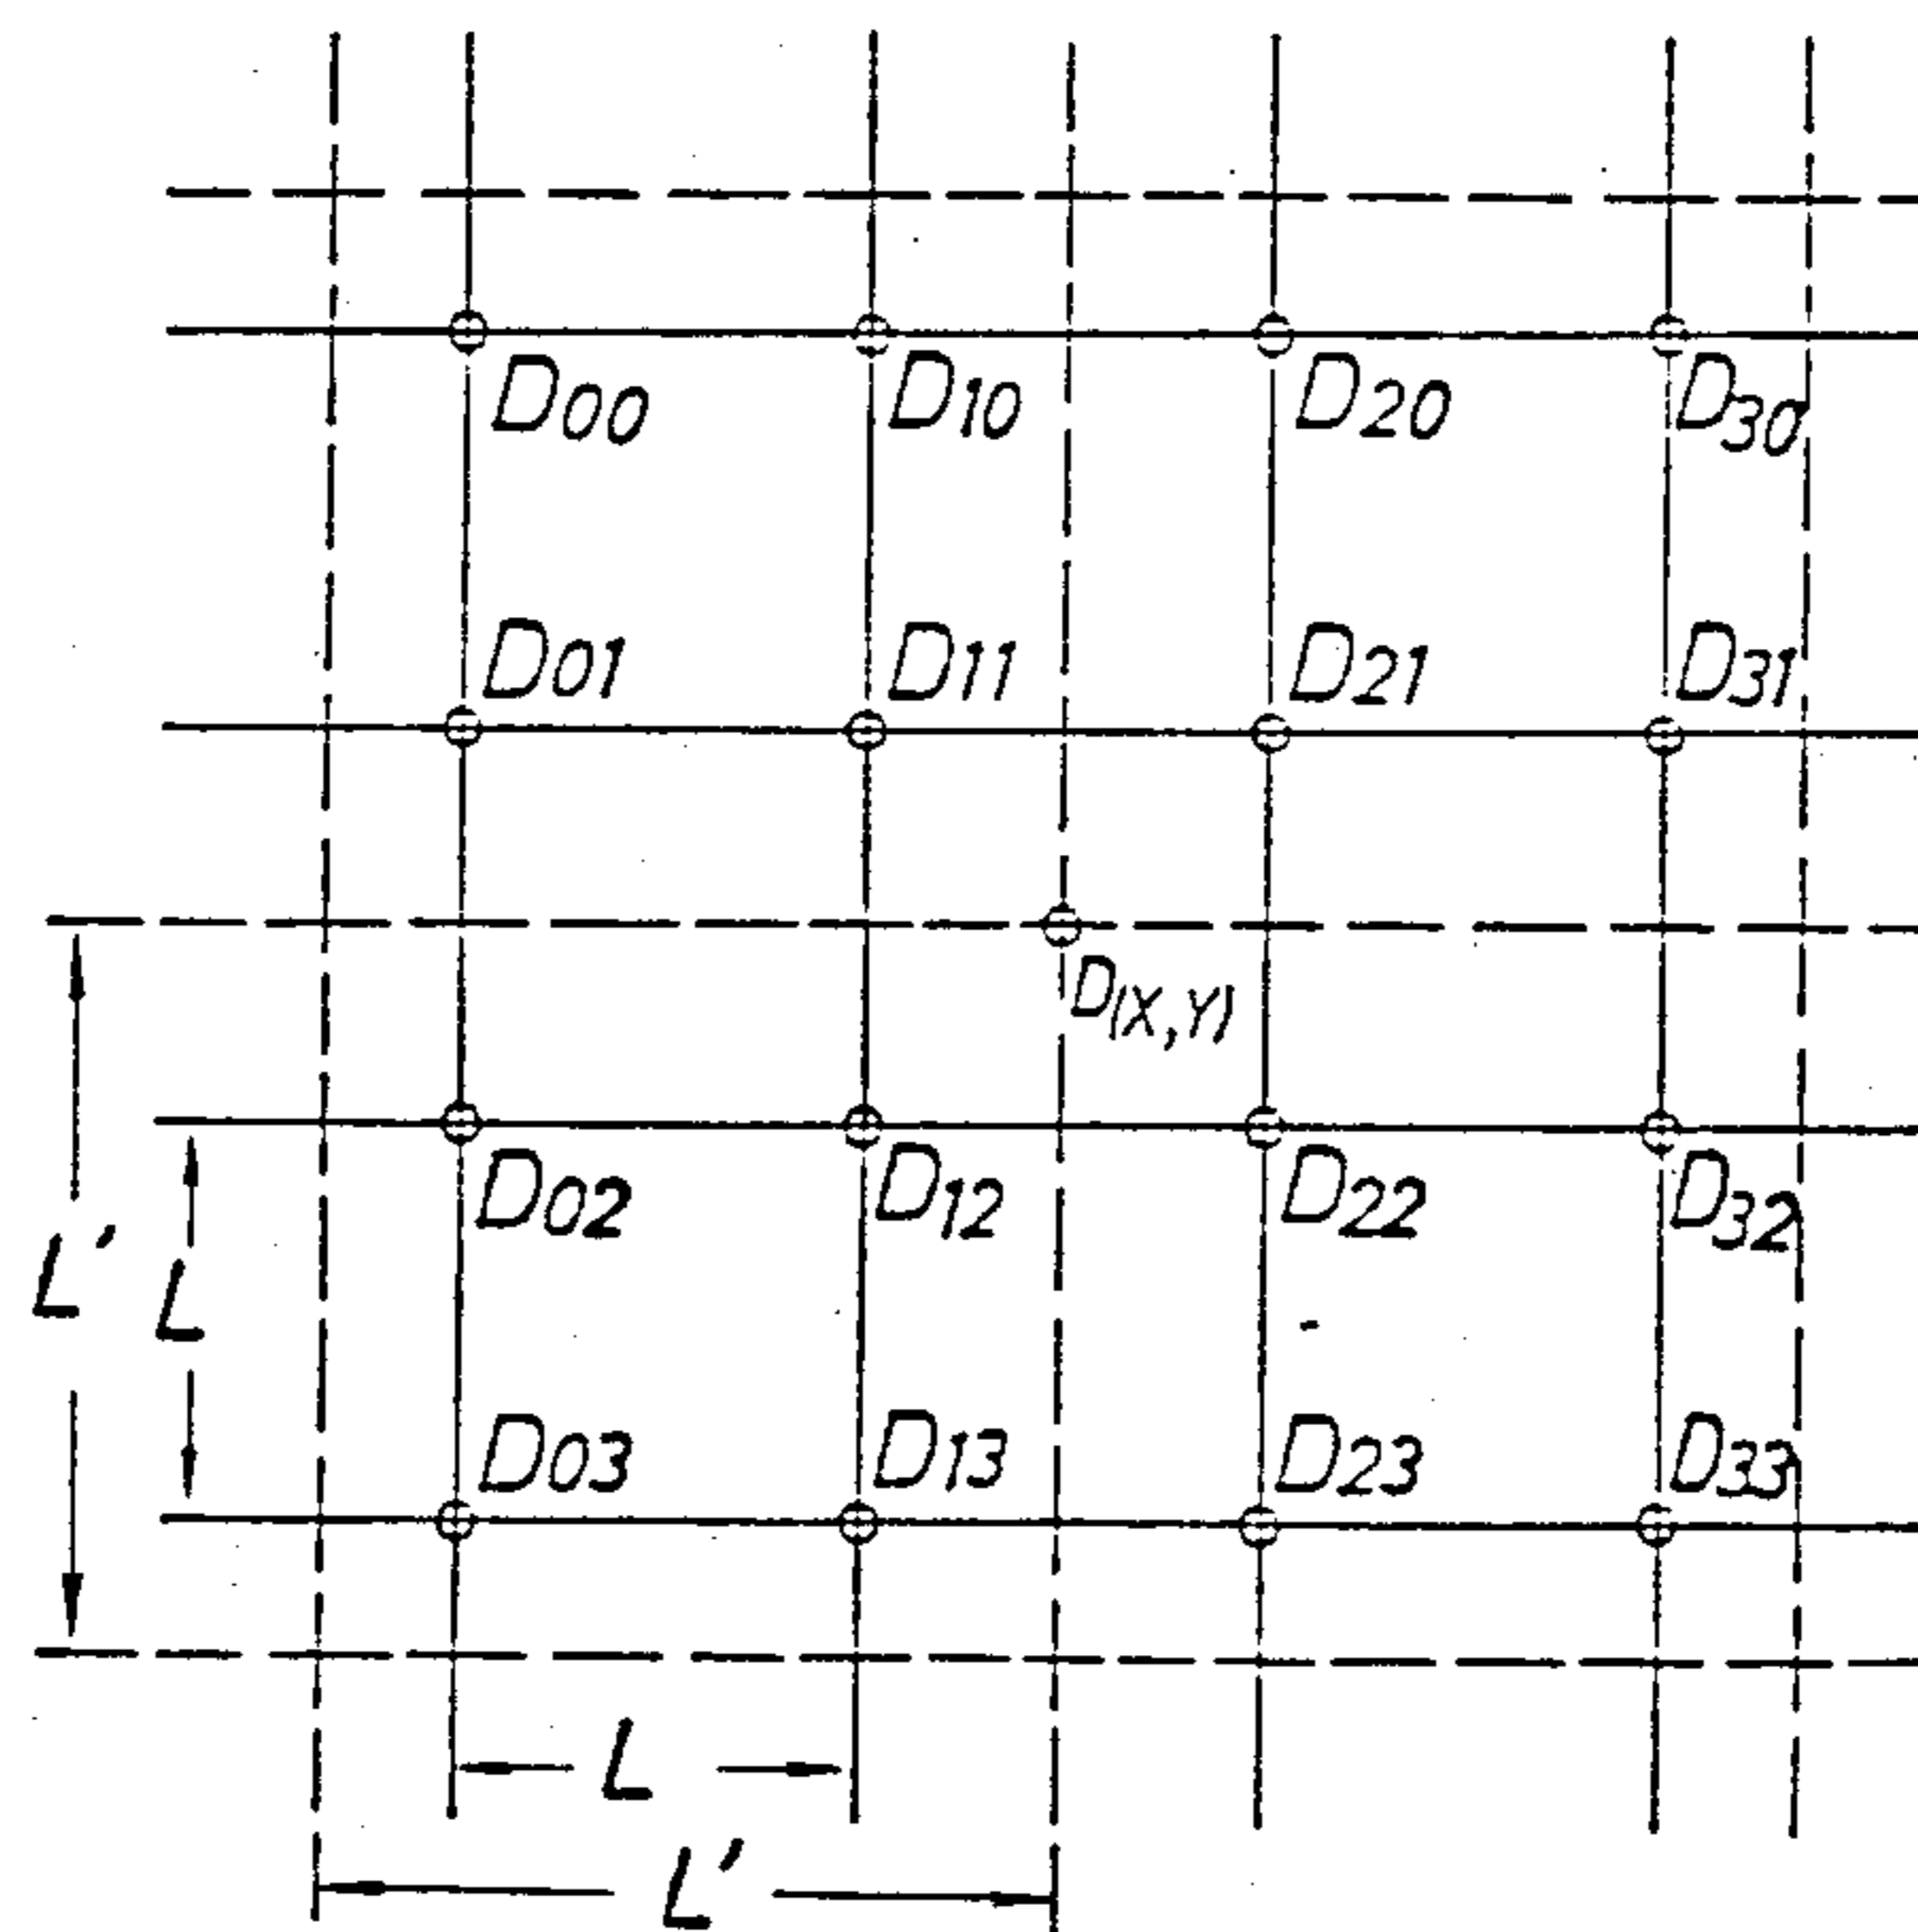 D00 D10 D20 D30
D01 D11 D21 D31
D(X,Y)
D02 D12 D22 D32
L' L
D03 D13 D23 D33
L
L'